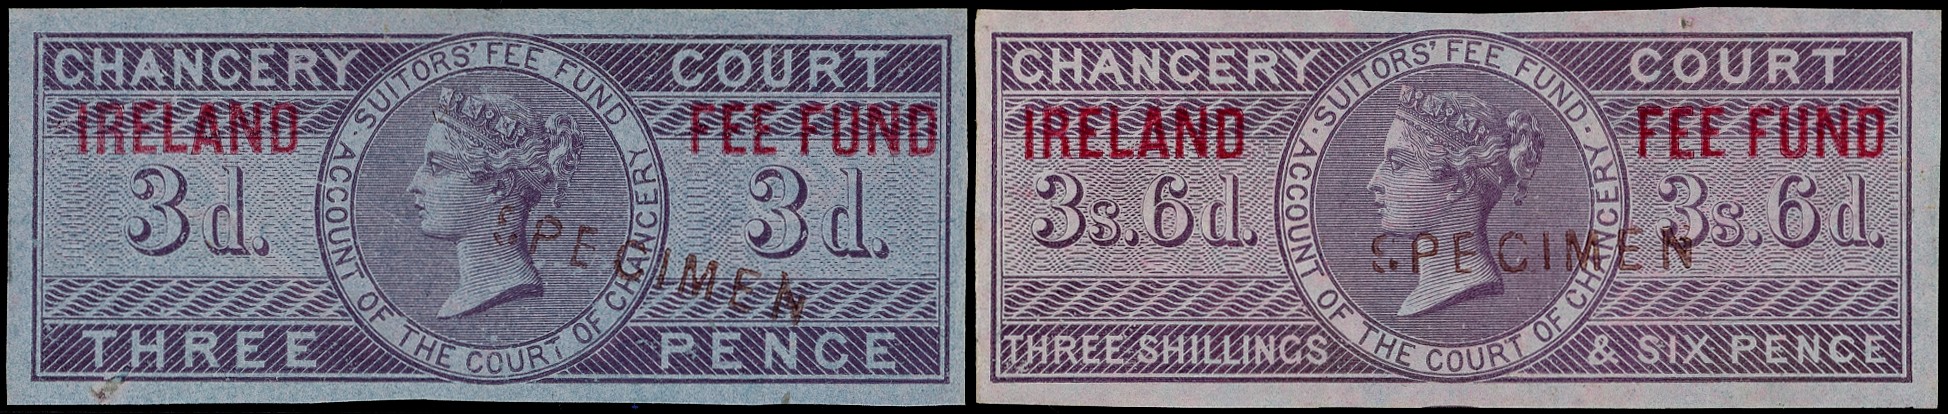 CHANCERY COURT
IRELAND FEE FUND
3d. 3d.
· SUITORS' FEE FUND · ACCOUNT OF THE COURT OF CHANCERY
SPECIMEN
THREE PENCE
CHANCERY COURT
IRELAND FEE FUND
3s. 6d. 3s. 6d.
· SUITORS' FEE FUND · ACCOUNT OF THE COURT OF CHANCERY
SPECIMEN
THREE SHILLINGS & SIX PENCE